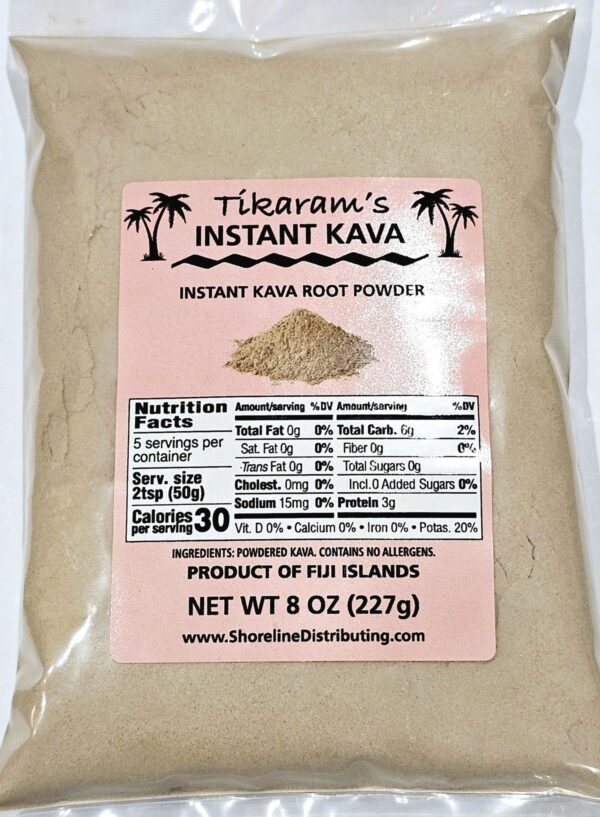 Tikaram's
INSTANT KAVA
INSTANT KAVA ROOT POWDER
Nutrition
Facts
5 servings per
container
Serv. size
2tsp (50g)
Calories
per serving 30
Amount/serving %DV
Total Fat 0g 0%
Sat. Fat 0g 0%
Trans Fat 0g 0%
Cholest. 0mg 0%
Sodium 15mg 0%
Amount/serving %DV
Total Carb. 6g 2%
Fiber 0g 0%
Total Sugars 0g
Incl. 0 Added Sugars 0%
Protein 3g
Vit. D 0% • Calcium 0% • Iron 0% • Potas. 20%
INGREDIENTS: POWDERED KAVA. CONTAINS NO ALLERGENS.
PRODUCT OF FIJI ISLANDS
NET WT 8 OZ (227g)
www.ShorelineDistributing.com